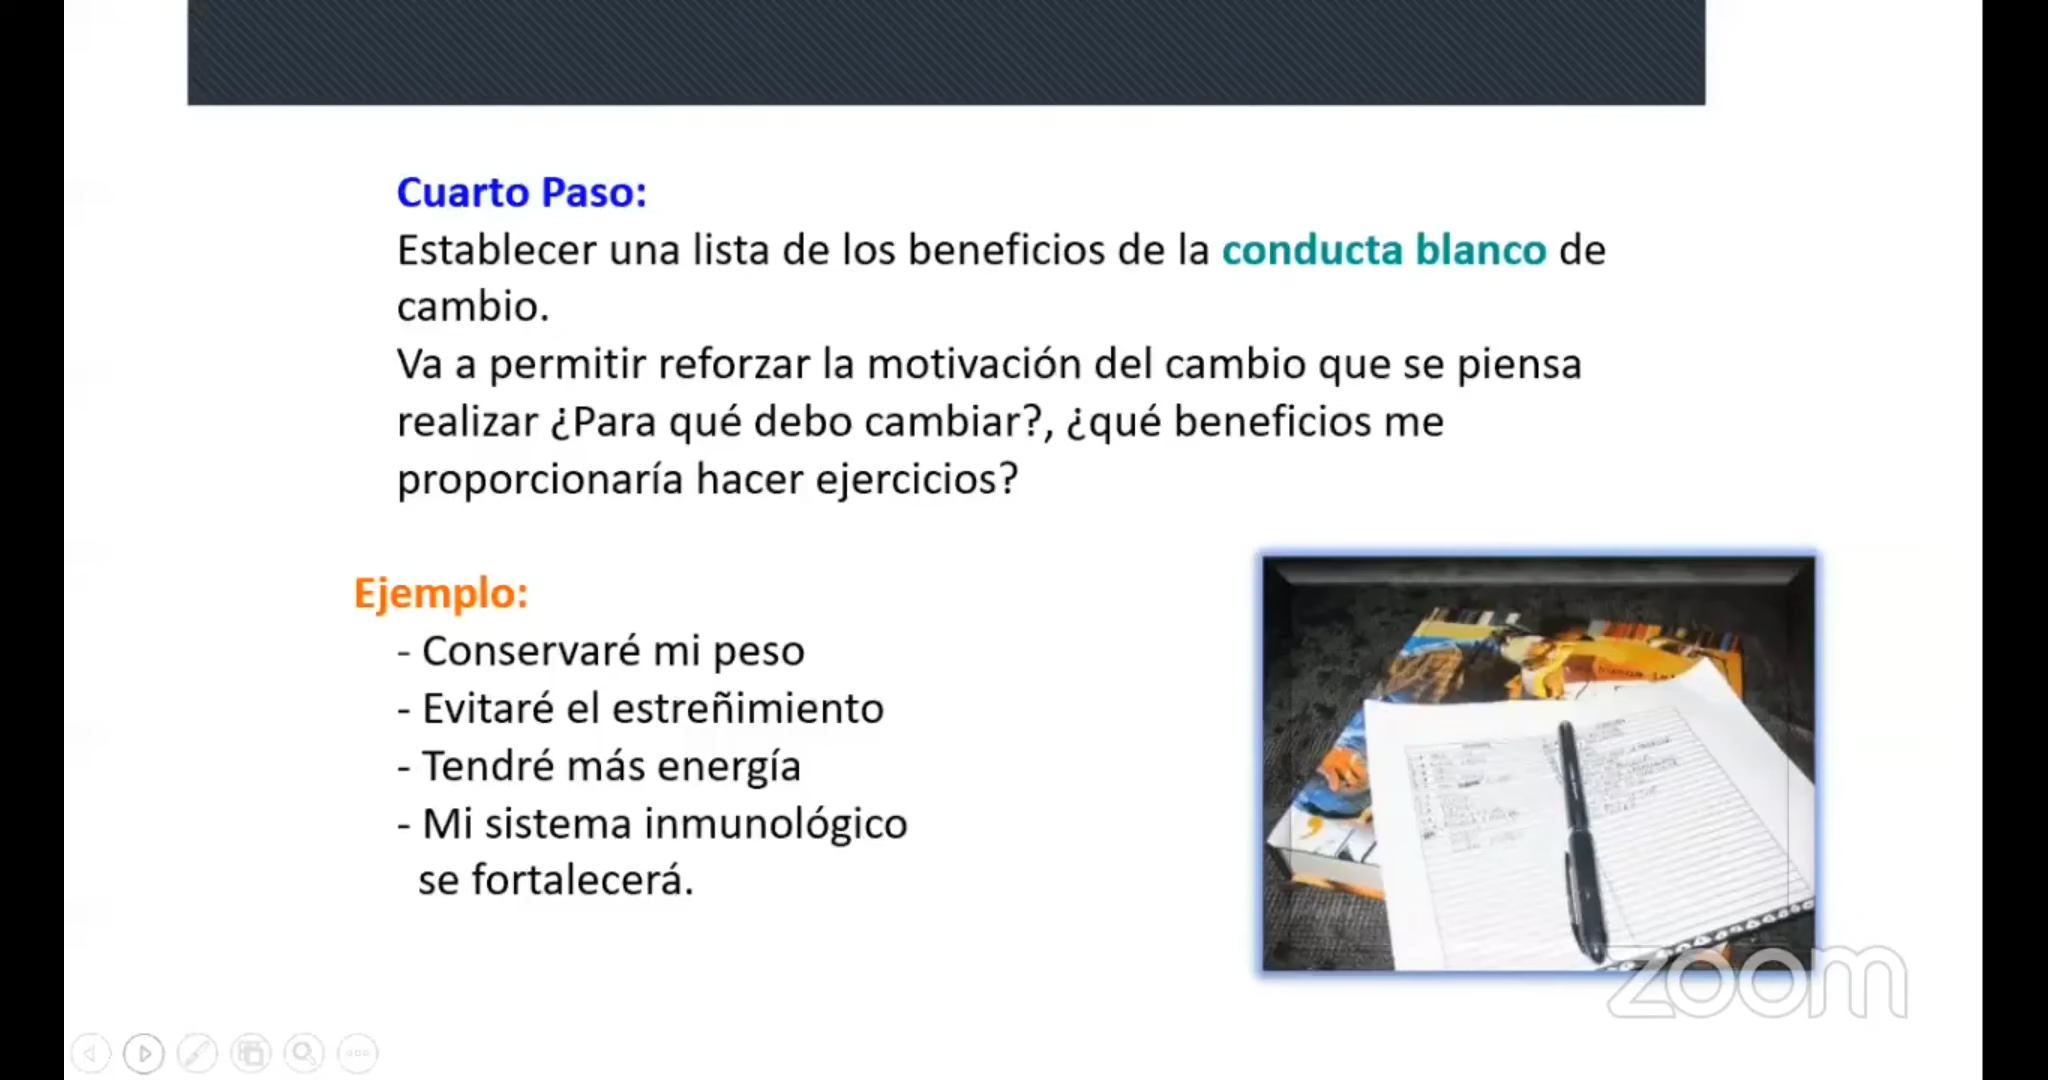 Cuarto Paso:
Establecer una lista de los beneficios de la conducta blanco de
cambio.
Va a permitir reforzar la motivación del cambio que se piensa
realizar ¿Para qué debo cambiar?, ¿qué beneficios me
proporcionaría hacer ejercicios?
Ejemplo:
- Conservaré mi peso
- Evitaré el estreñimiento
- Tendré más energía
- Mi sistema inmunológico
se fortalecerá.
zoom